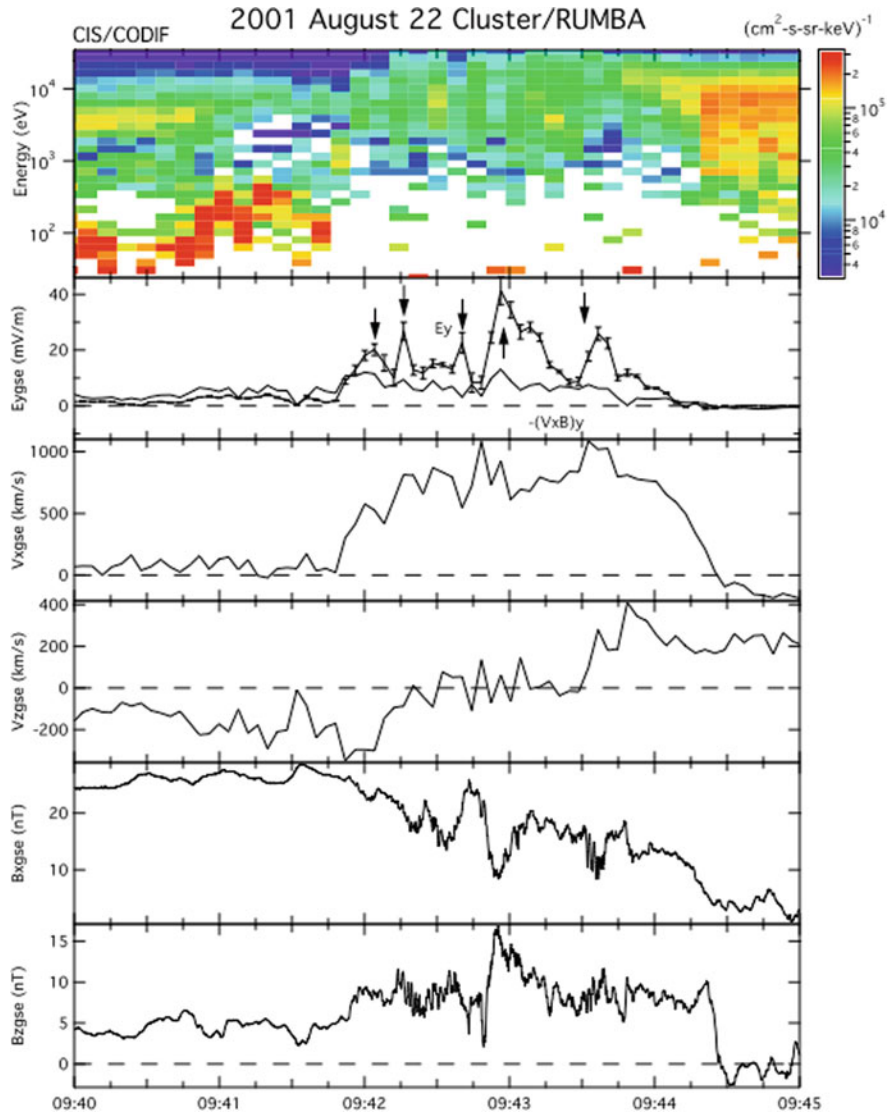 2001 August 22 Cluster/RUMBA
CIS/CODIF
(cm²-s-sr-keV)⁻¹
Energy (eV)
10⁴
10³
10²
2
10⁵
8
6
4
2
10⁴
8
6
4
Eygse (mV/m)
40
20
0
Ey
-(VxB)y
Vxgse (km/s)
1000
500
0
Vzgse (km/s)
400
200
0
-200
Bxgse (nT)
20
10
Bzgse (nT)
15
10
5
0
09:40 09:41 09:42 09:43 09:44 09:45